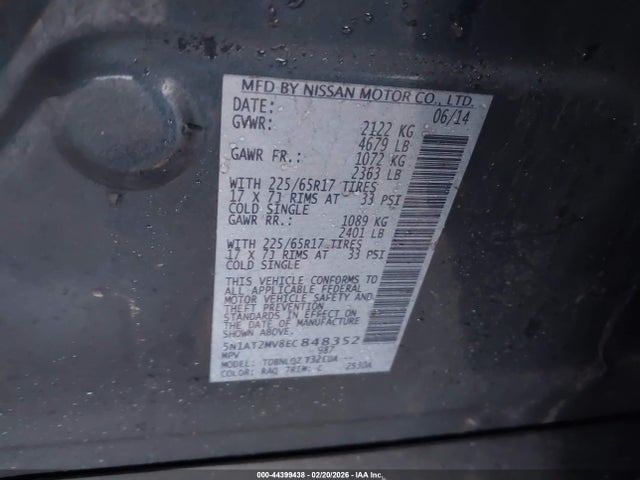 MFD BY NISSAN MOTOR CO., LTD.
DATE: 06/14
GVWR: 2122 KG
4679 LB
GAWR FR.: 1072 KG
2363 LB
WITH 225/65R17 TIRES
17 X 7J RIMS AT 33 PSI
COLD SINGLE
GAWR RR.: 1089 KG
2401 LB
WITH 225/65R17 TIRES
17 X 7J RIMS AT 33 PSI
COLD SINGLE
THIS VEHICLE CONFORMS TO
ALL APPLICABLE FEDERAL
MOTOR VEHICLE SAFETY AND
THEFT PREVENTION
STANDARDS IN EFFECT ON
THE DATE OF MANUFACTURE
SHOWN ABOVE.
5N1AT2MV8EC848352
MPV -987
MODEL:
COLOR: RAQ TRIM: C 2530A
000-44399438 - 02/20/2026 - IAA Inc.